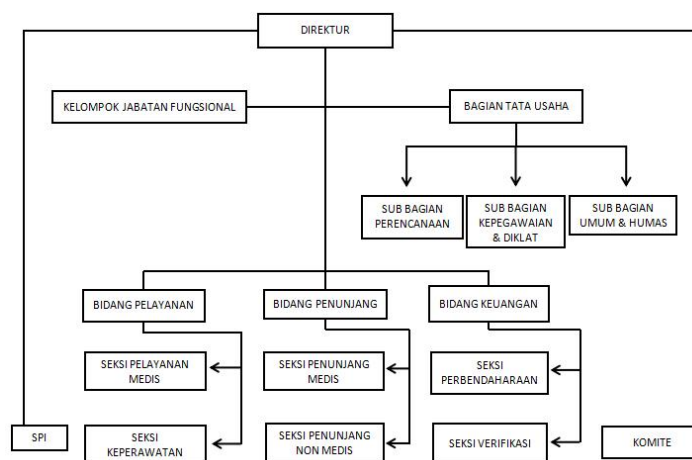 DIREKTUR
KELOMPOK JABATAN FUNGSIONAL
BAGIAN TATA USAHA
SUB BAGIAN
PERENCANAAN
SUB BAGIAN
KEPEGAWAIAN
& DIKLAT
SUB BAGIAN
UMUM & HUMAS
BIDANG PELAYANAN
BIDANG PENUNJANG
BIDANG KEUANGAN
SEKSI PELAYANAN
MEDIS
SEKSI PENUNJANG
MEDIS
SEKSI
PERBENDAHARAAN
SPI
SEKSI
KEPERAWATAN
SEKSI PENUNJANG
NON MEDIS
SEKSI VERIFIKASI
KOMITE